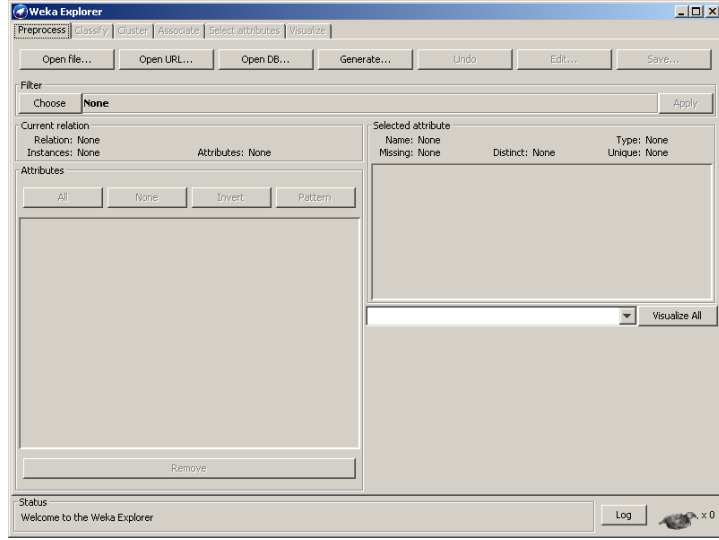 Weka Explorer
Preprocess Classify Cluster Associate Select attributes Visualize
Open file... Open URL... Open DB... Generate... Undo Edit... Save...
Filter
Choose None Apply
Current relation
Relation: None
Instances: None Attributes: None
Attributes
All None Invert Pattern
Remove
Selected attribute
Name: None Type: None
Missing: None Distinct: None Unique: None
Visualize All
Status
Welcome to the Weka Explorer
Log x 0